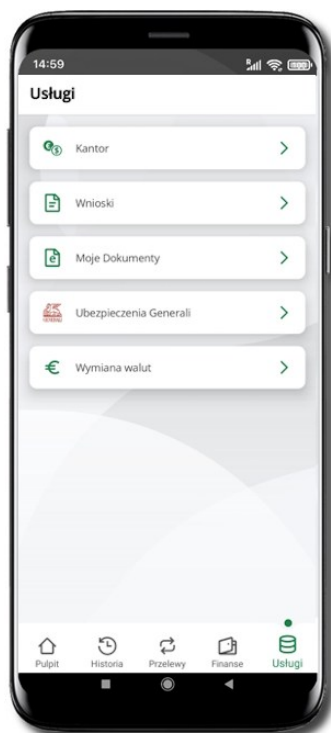 14:59
Usługi
Kantor
Wnioski
Moje Dokumenty
Ubezpieczenia Generali
Wymiana walut
Pulpit
Historia
Przelewy
Finanse
Usługi